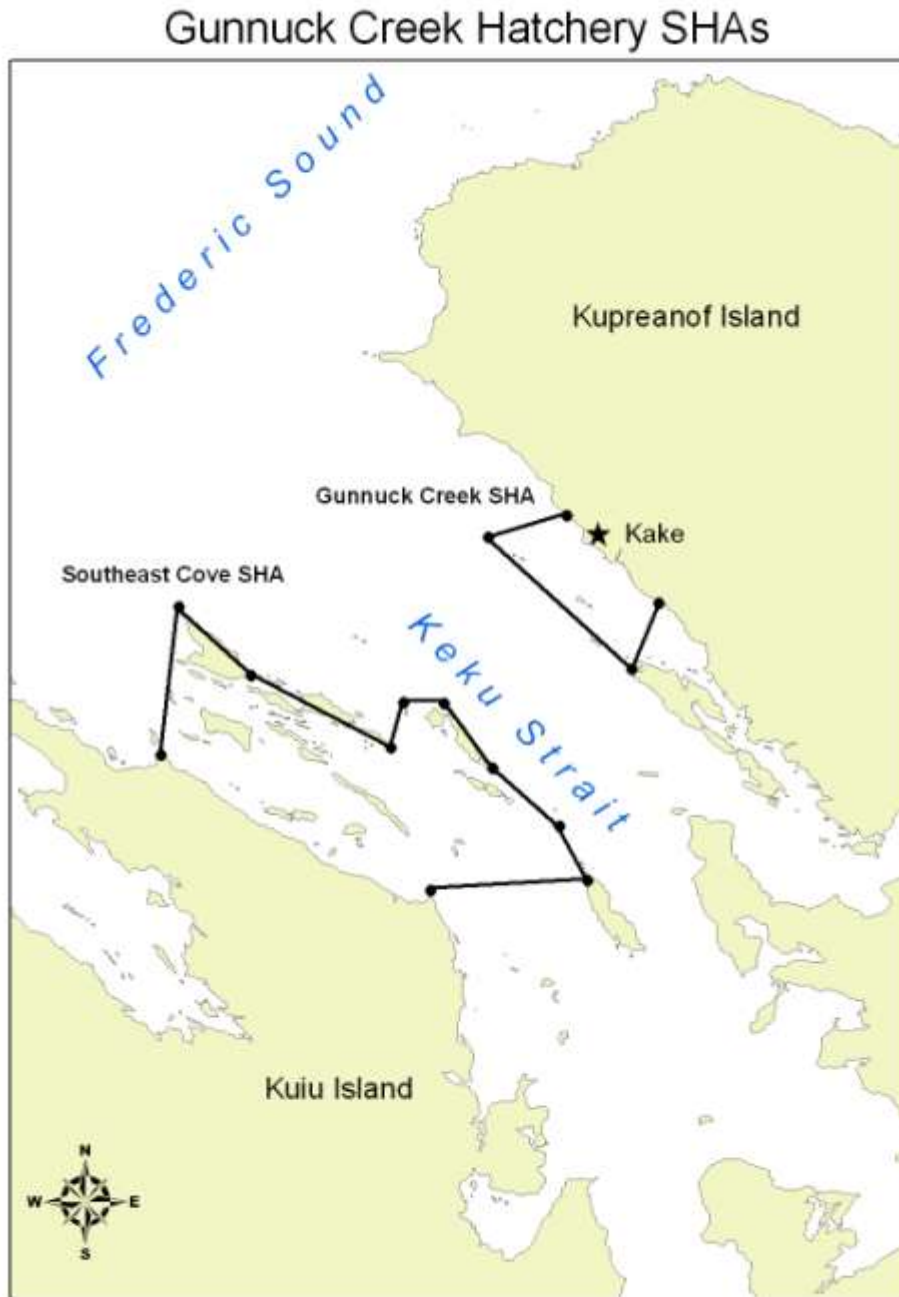 Gunnuck Creek Hatchery SHAs
Frederic Sound
Kupreanof Island
Gunnuck Creek SHA
Kake
Southeast Cove SHA
Keku Strait
Kuiu Island
N
W E
S